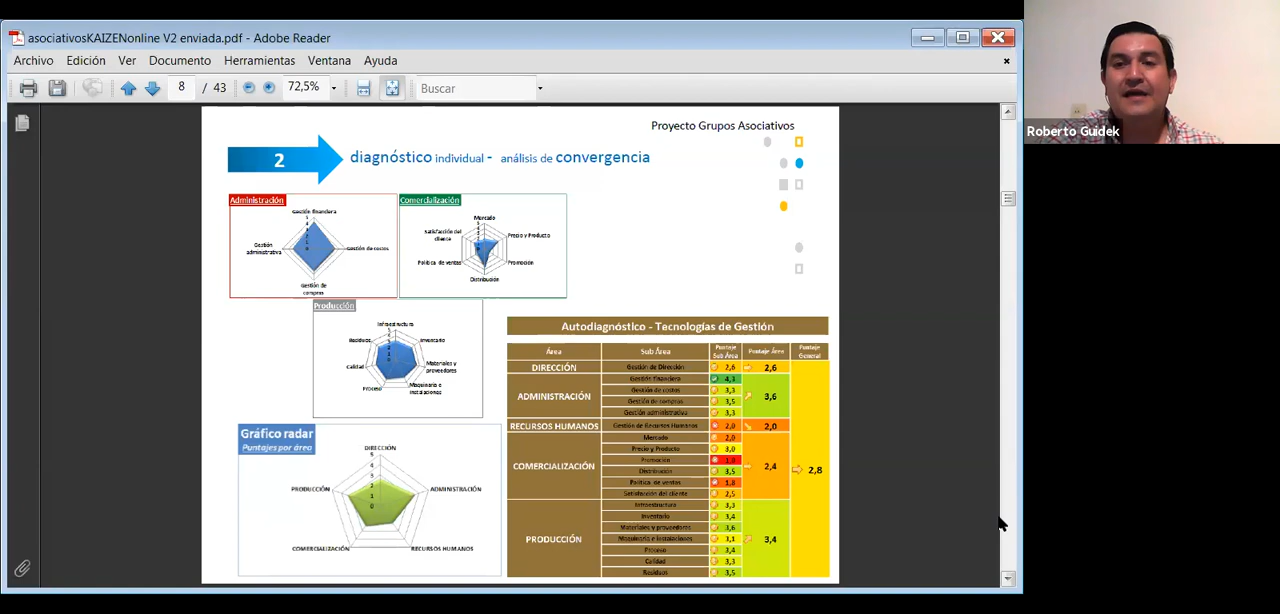 asociativosKAIZENonline V2 enviada.pdf - Adobe Reader
Archivo Edición Ver Documento Herramientas Ventana Ayuda
8 / 43 72,5% Buscar
Roberto Guidek
Proyecto Grupos Asociativos
2 diagnóstico individual - análisis de convergencia
Administración
Gestión financiera
Gestión de costos
Gestión de compras
Gestión administrativa
Comercialización
Mercado
Precio y Producto
Promoción
Distribución
Política de ventas
Satisfacción del cliente
Producción
Infraestructura
Inventario
Materiales y proveedores
Maquinaria e instalaciones
Proceso
Calidad
Residuos
Gráfico radar
Puntajes por área
DIRECCIÓN
5
4
3
2
1
0
ADMINISTRACIÓN
RECURSOS HUMANOS
COMERCIALIZACIÓN
PRODUCCIÓN
Autodiagnóstico - Tecnologías de Gestión
Área Sub Área Puntaje Sub Área Puntaje Área Puntaje General
DIRECCIÓN Gestión de Dirección 2,6 2,6
ADMINISTRACIÓN Gestión financiera 4,3 3,6
Gestión de costos 3,3
Gestión de compras 3,5
Gestión administrativa 3,3
RECURSOS HUMANOS Gestión de Recursos Humanos 2,0 2,0
COMERCIALIZACIÓN Mercado 2,0 2,4
Precio y Producto 3,0
Promoción
Distribución 3,5
Política de ventas 1,8
Satisfacción del cliente 2,5
PRODUCCIÓN Infraestructura 3,3 3,4
Inventario 3,4
Materiales y proveedores 3,6
Maquinaria e instalaciones 3,1
Proceso 3,4
Calidad 3,3
Residuos 3,5
2,8